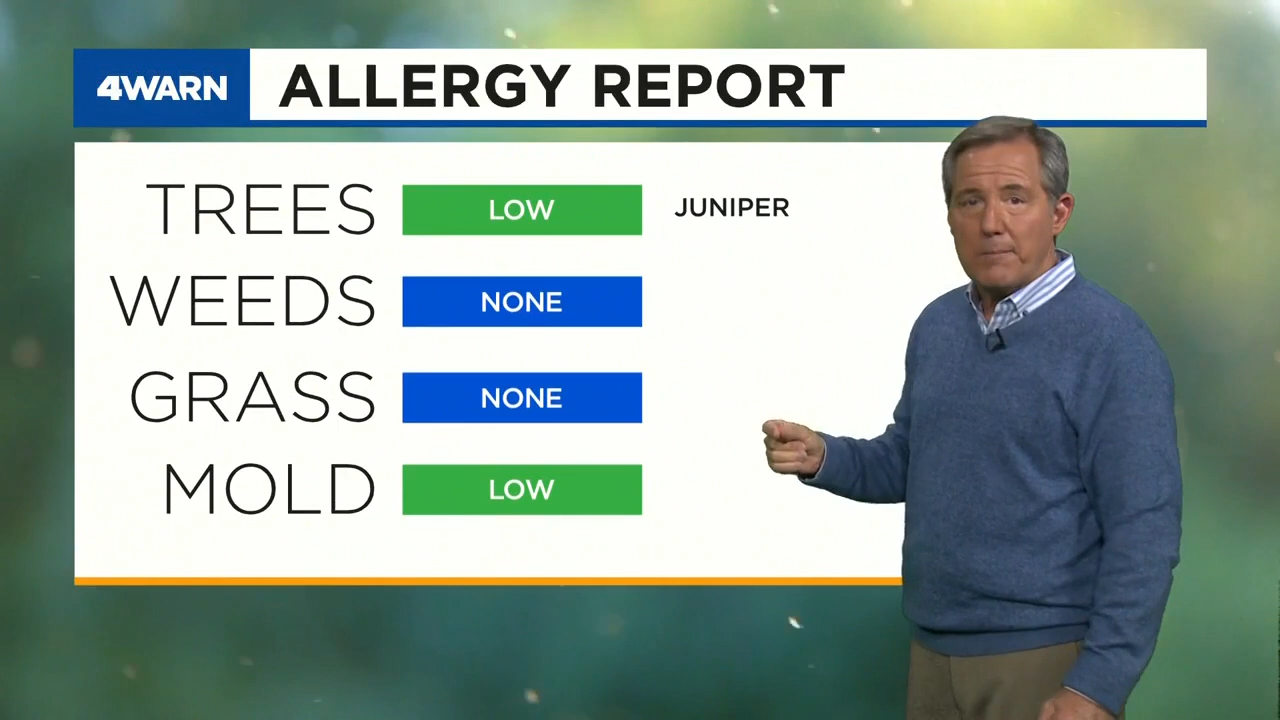 4WARN ALLERGY REPORT
TREES LOW JUNIPER
WEEDS NONE
GRASS NONE
MOLD LOW